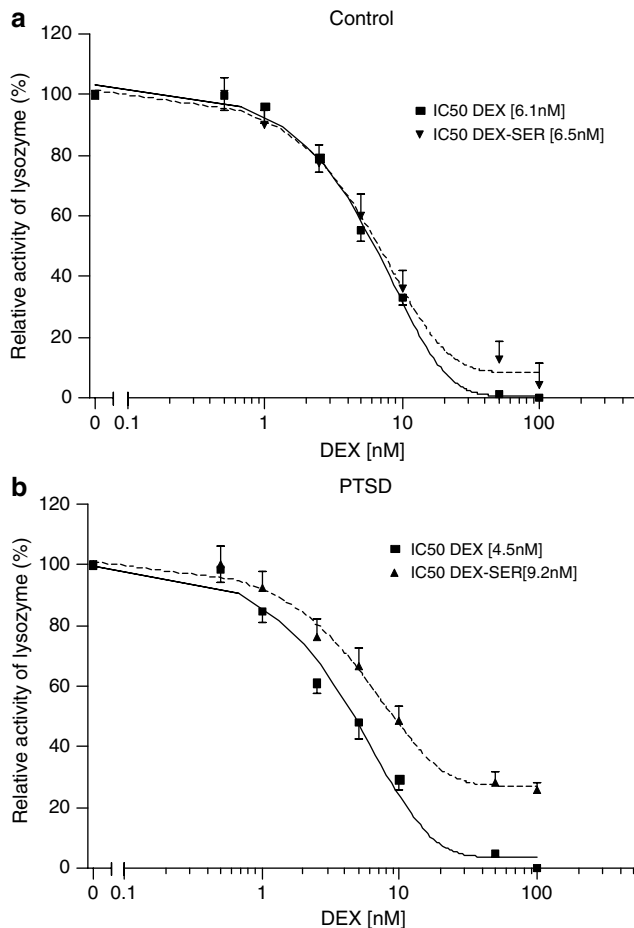 a
Control
120
100
80
60
40
20
0
Relative activity of lysozyme (%)
IC50 DEX [6.1nM]
IC50 DEX-SER [6.5nM]
0 0.1 1 10 100
DEX [nM]
b
PTSD
120
100
80
60
40
20
0
Relative activity of lysozyme (%)
IC50 DEX [4.5nM]
IC50 DEX-SER[9.2nM]
0 0.1 1 10 100
DEX [nM]